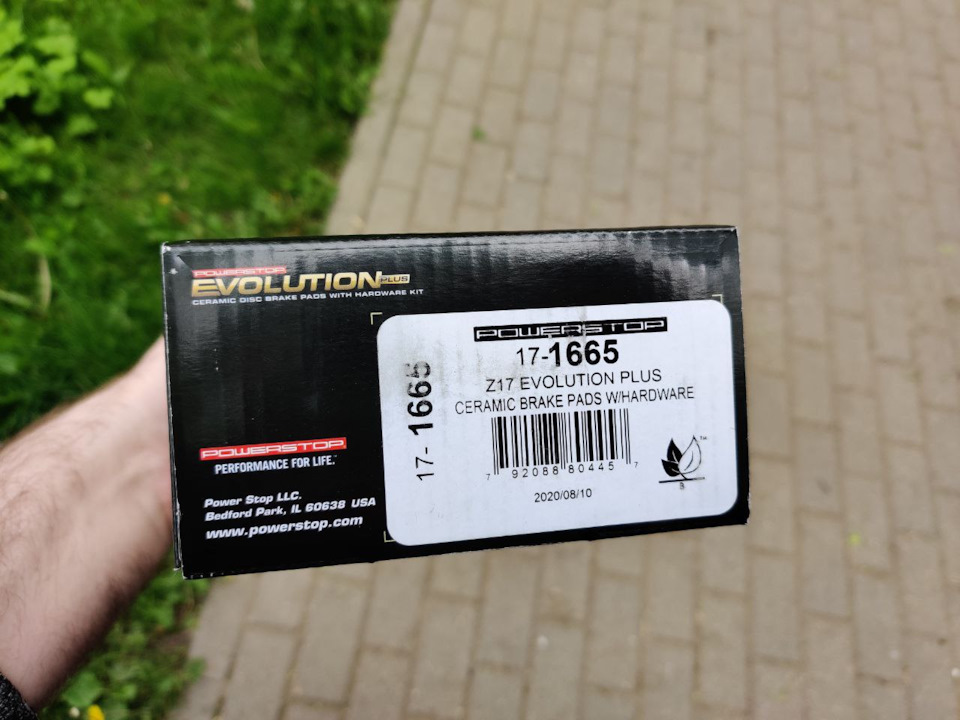 POWERSTOP
EVOLUTION PLUS
CERAMIC DISC BRAKE PADS WITH HARDWARE KIT
POWERSTOP
PERFORMANCE FOR LIFE.™
Power Stop LLC.
Bedford Park, IL 60638 USA
www.powerstop.com
17-1665
POWERSTOP
17-1665
Z17 EVOLUTION PLUS
CERAMIC BRAKE PADS W/HARDWARE
7 92088 80445 7
2020/08/10
TM
B